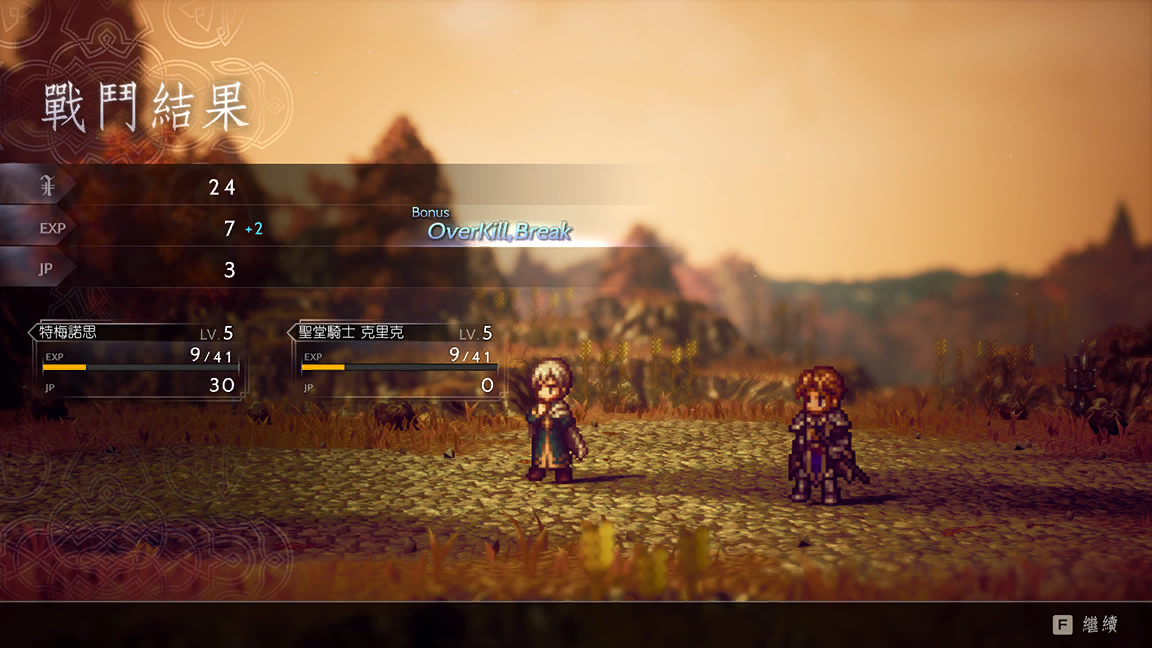 戰鬥結果
24
EXP 7 +2
Bonus
OverKill, Break
JP 3
特梅諾思 LV. 5
EXP 9/41
JP 30
聖堂騎士 克里克 LV. 5
EXP 9/41
JP 0
F 繼續